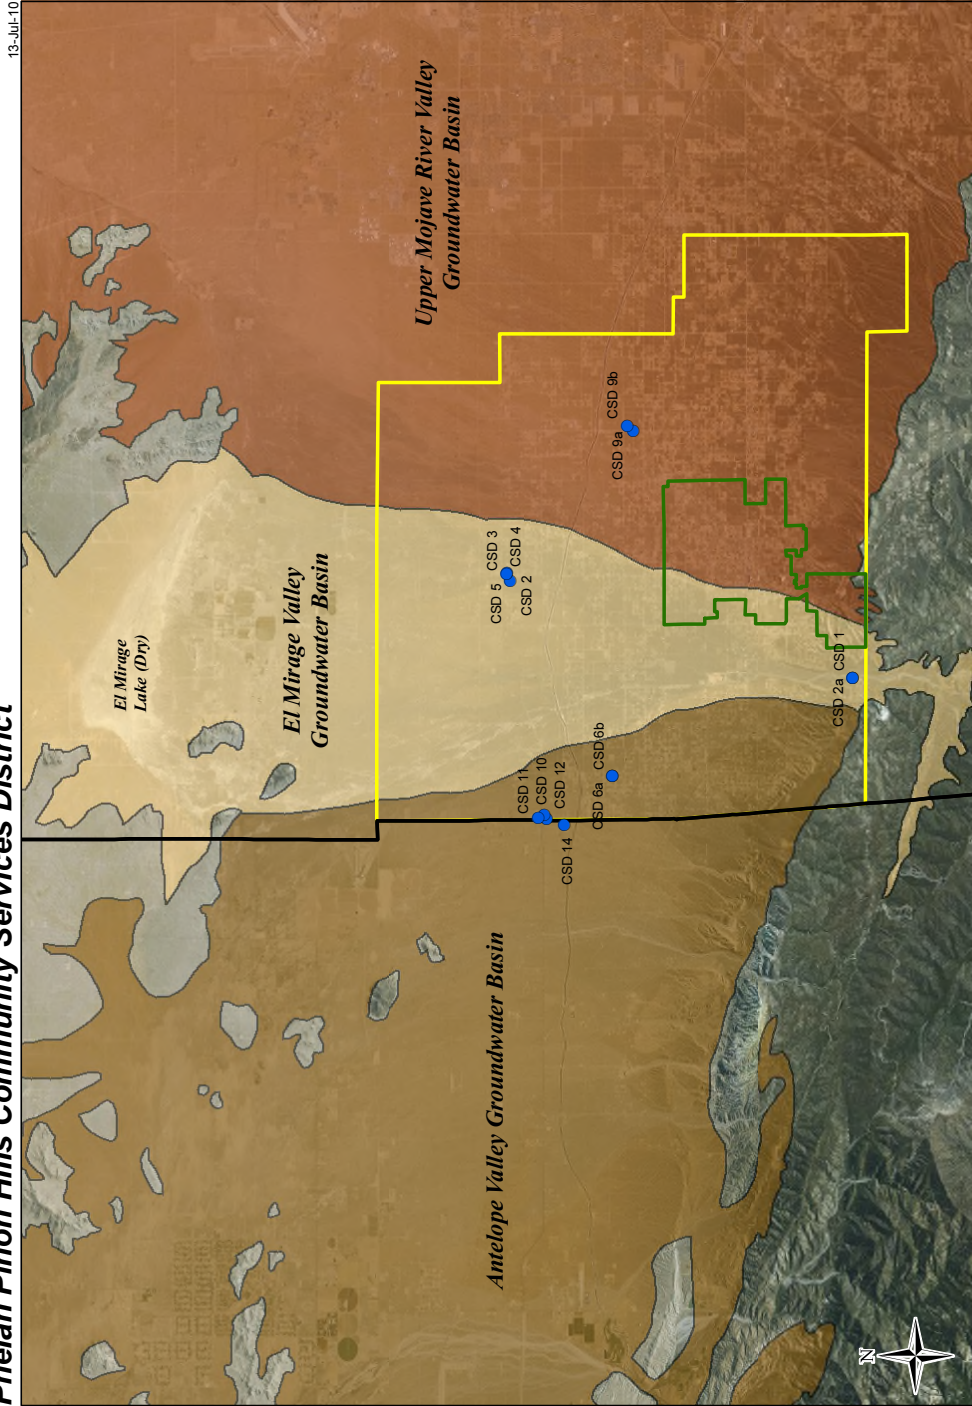 Phelan Piñon Hills Community Services District
13-Jul-10
El Mirage
Lake (Dry)
El Mirage Valley
Groundwater Basin
Upper Mojave River Valley
Groundwater Basin
Antelope Valley Groundwater Basin
CSD 5
CSD 3
CSD 2
CSD 4
CSD 11
CSD 10
CSD 12
CSD 14
CSD 6a
CSD 6b
CSD 9a
CSD 9b
CSD 2a
CSD 1
N